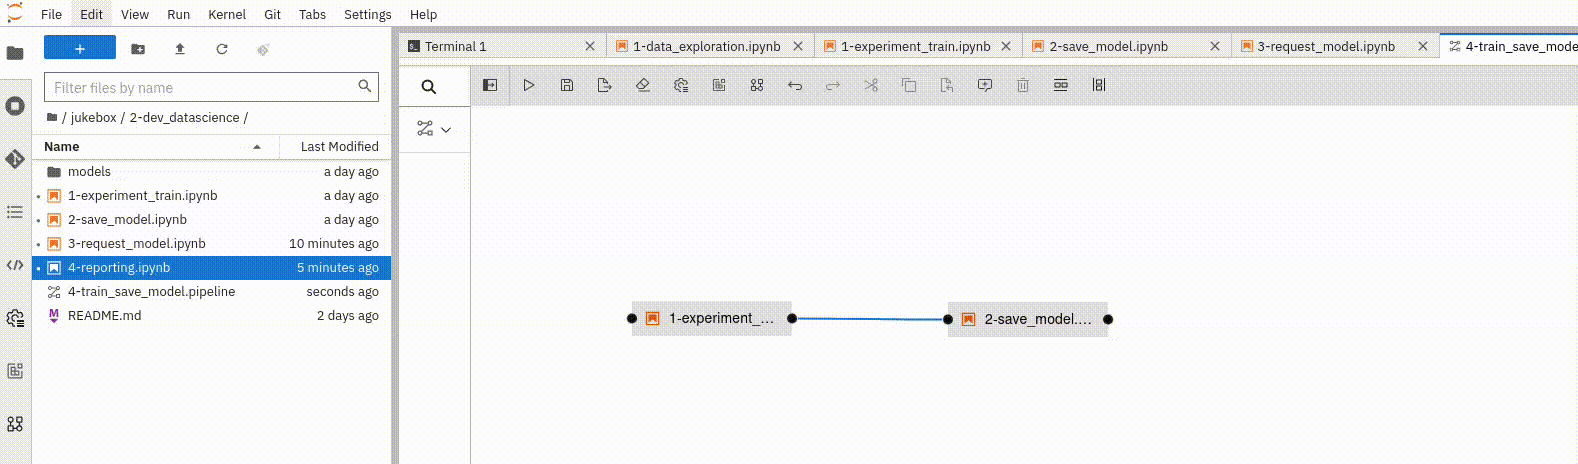 File Edit View Run Kernel Git Tabs Settings Help
+
Terminal 1
1-data_exploration.ipynb
1-experiment_train.ipynb
2-save_model.ipynb
3-request_model.ipynb
4-train_save_mode
Filter files by name
/ jukebox / 2-dev_datascience /
Name Last Modified
models a day ago
1-experiment_train.ipynb a day ago
2-save_model.ipynb a day ago
3-request_model.ipynb 10 minutes ago
4-reporting.ipynb 5 minutes ago
4-train_save_model.pipeline seconds ago
README.md 2 days ago
1-experiment_...
2-save_model....